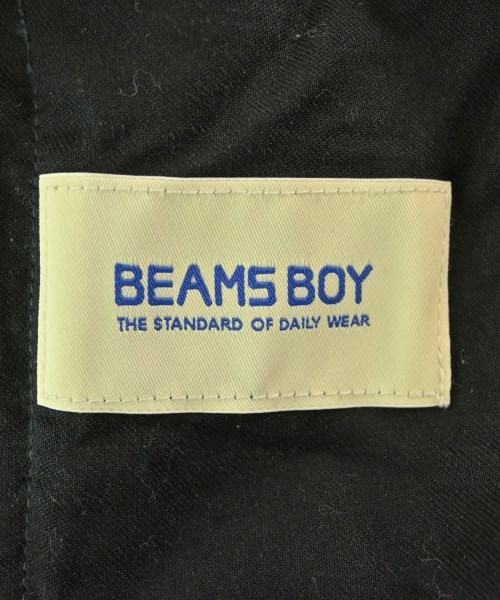 BEAMS BOY
THE STANDARD OF DAILY WEAR